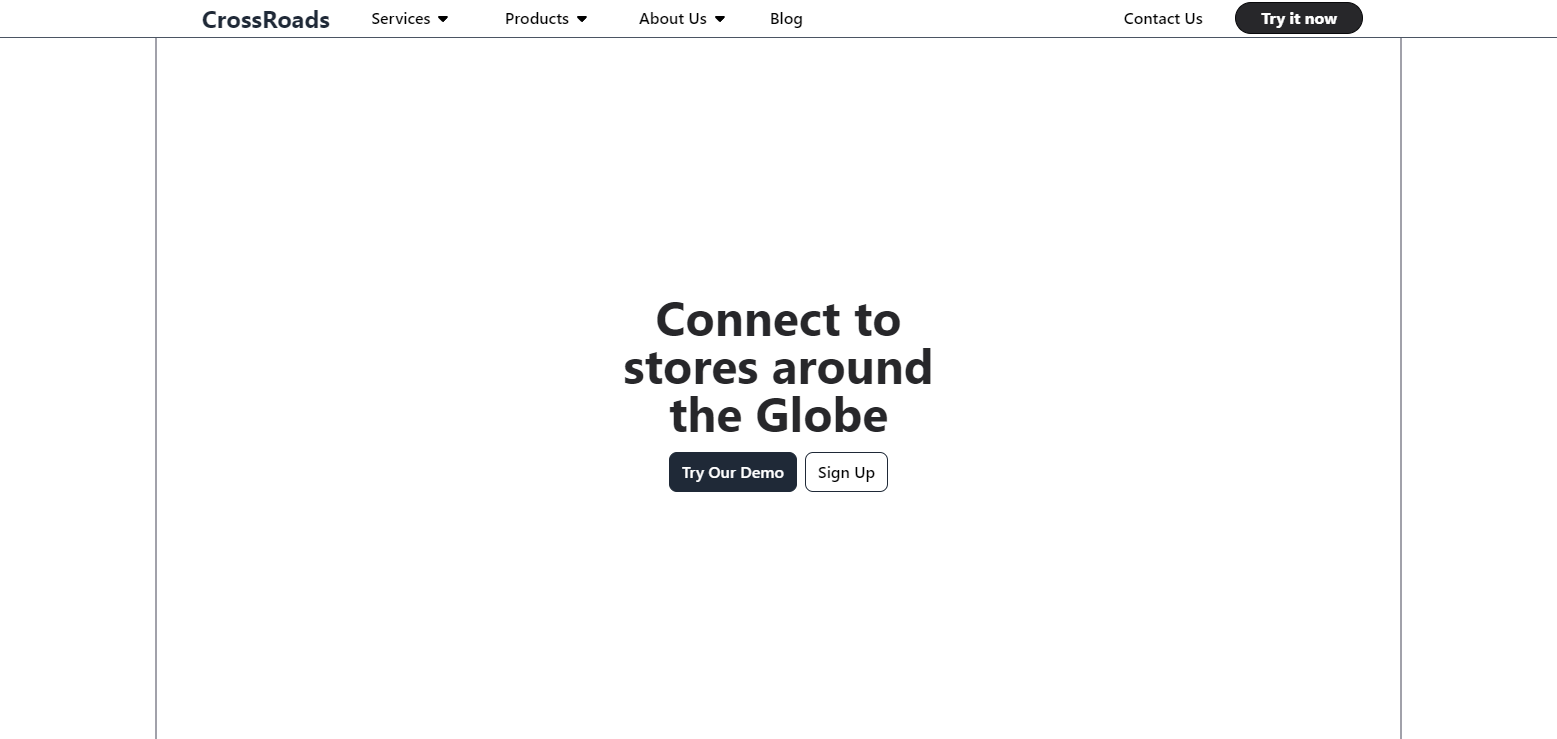 CrossRoads Services Products About Us Blog Contact Us Try it now
Connect to
stores around
the Globe
Try Our Demo Sign Up